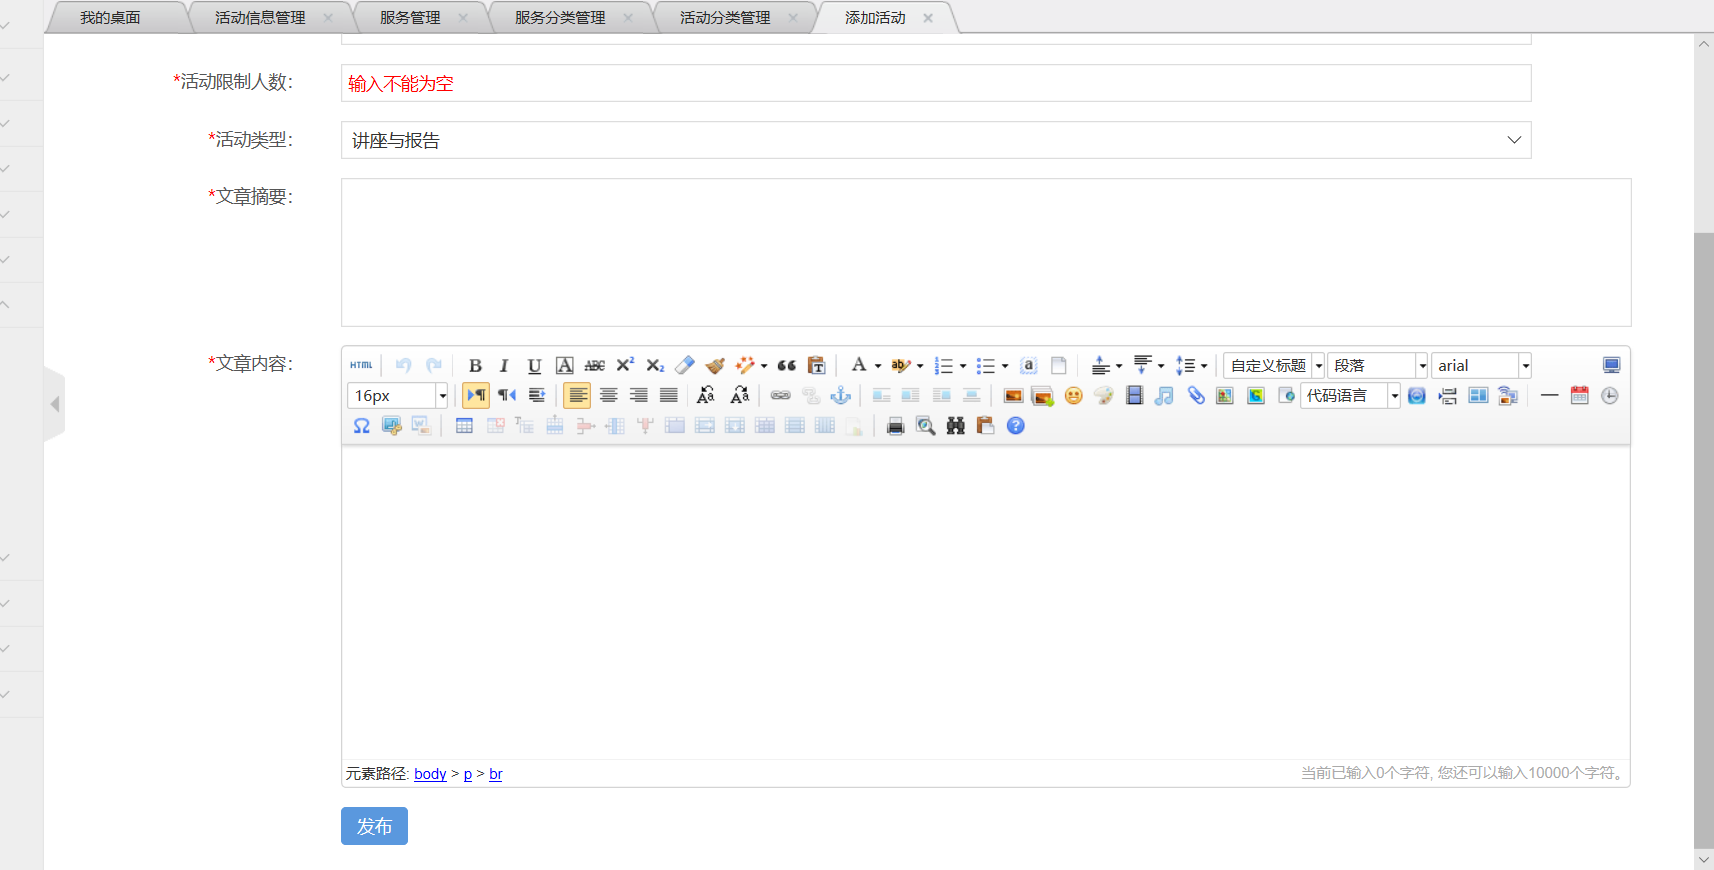 我的桌面 活动信息管理 服务管理 服务分类管理 活动分类管理 添加活动
*活动限制人数： 输入不能为空
*活动类型： 讲座与报告
*文章摘要：
*文章内容：
HTML B I U A ABC X² X₂ A ab a 自定义标题 段落 arial
16px 代码语言
元素路径: body > p > br 当前已输入0个字符, 您还可以输入10000个字符。
发布